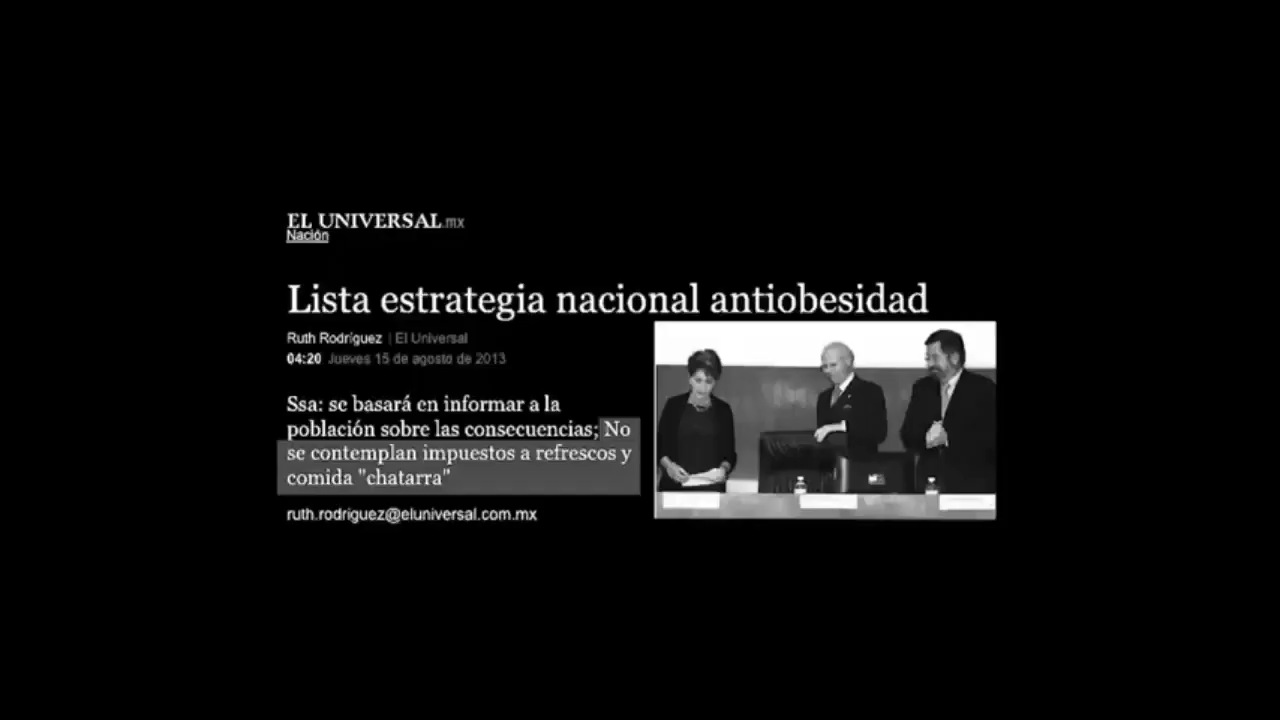 EL UNIVERSAL.mx
Nación
Lista estrategia nacional antiobesidad
Ruth Rodríguez | El Universal
04:20 Jueves 15 de agosto de 2013
Ssa: se basará en informar a la
población sobre las consecuencias; No
se contemplan impuestos a refrescos y
comida "chatarra"
ruth.rodriguez@eluniversal.com.mx